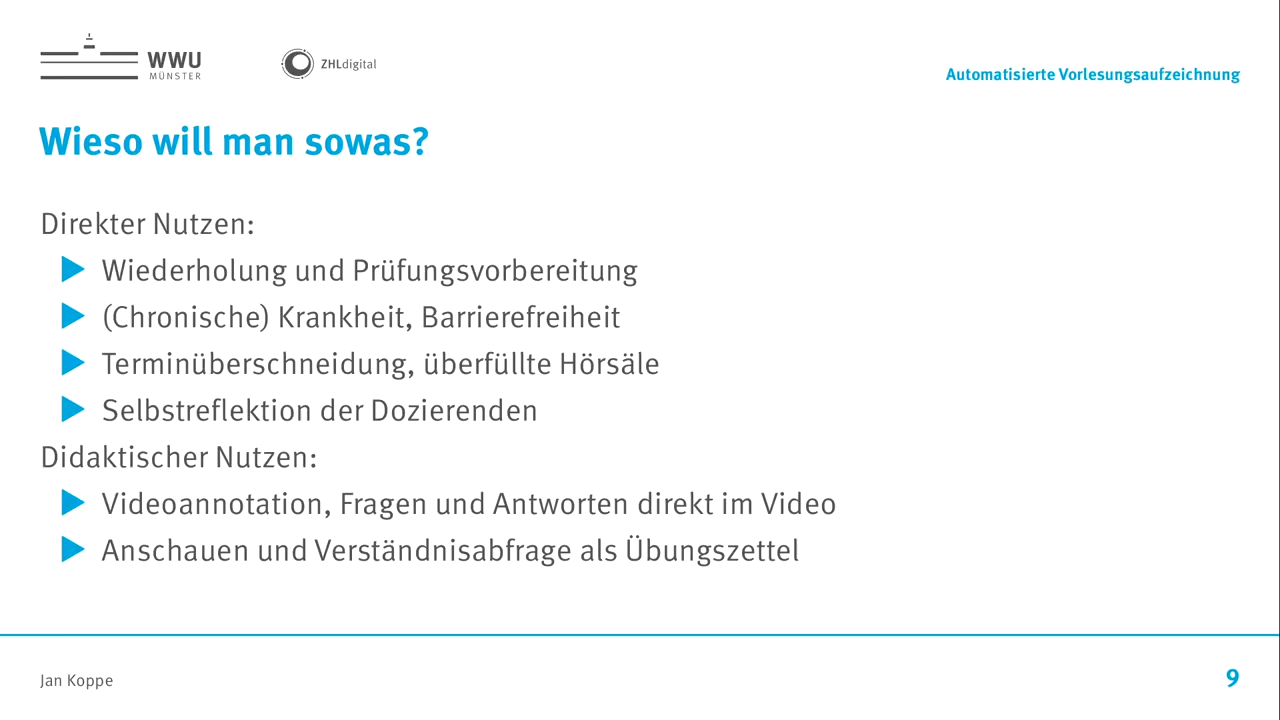 WWU
MÜNSTER
ZHLdigital
Automatisierte Vorlesungsaufzeichnung
Wieso will man sowas?
Direkter Nutzen:
Wiederholung und Prüfungsvorbereitung
(Chronische) Krankheit, Barrierefreiheit
Terminüberschneidung, überfüllte Hörsäle
Selbstreflektion der Dozierenden
Didaktischer Nutzen:
Videoannotation, Fragen und Antworten direkt im Video
Anschauen und Verständnisabfrage als Übungszettel
Jan Koppe
9